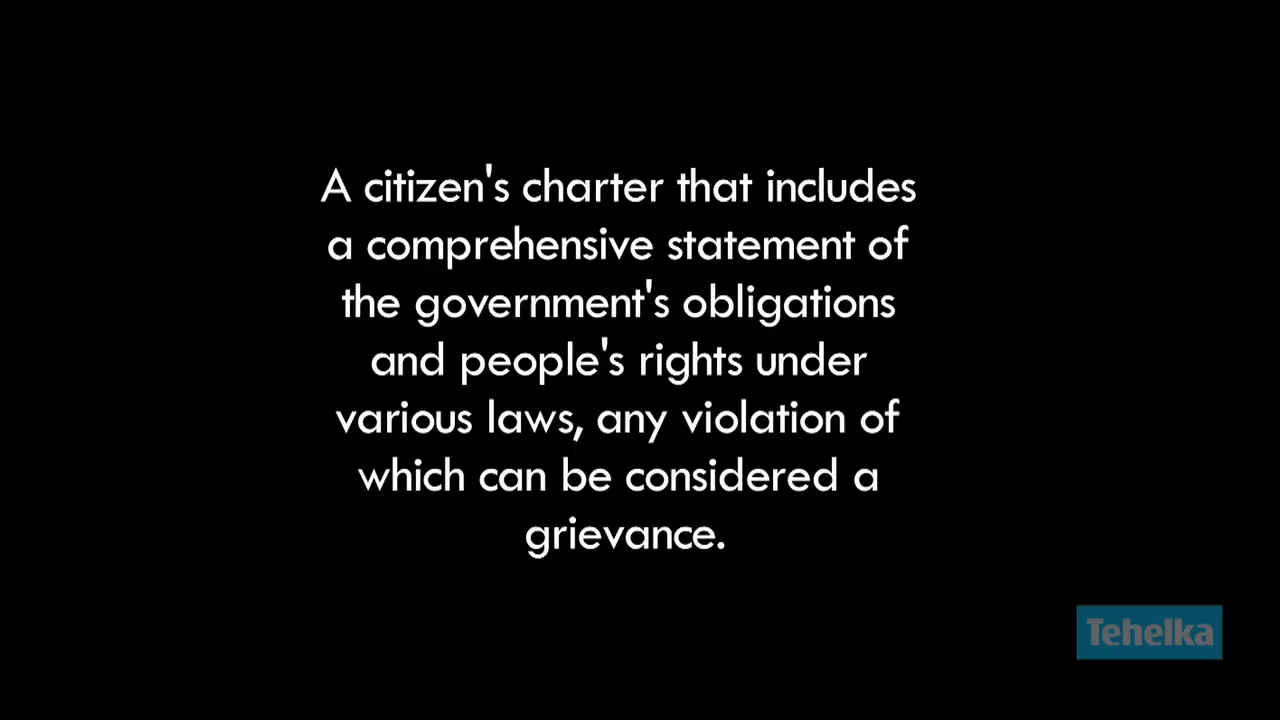 A citizen's charter that includes
a comprehensive statement of
the government's obligations
and people's rights under
various laws, any violation of
which can be considered a
grievance.
Tehelka